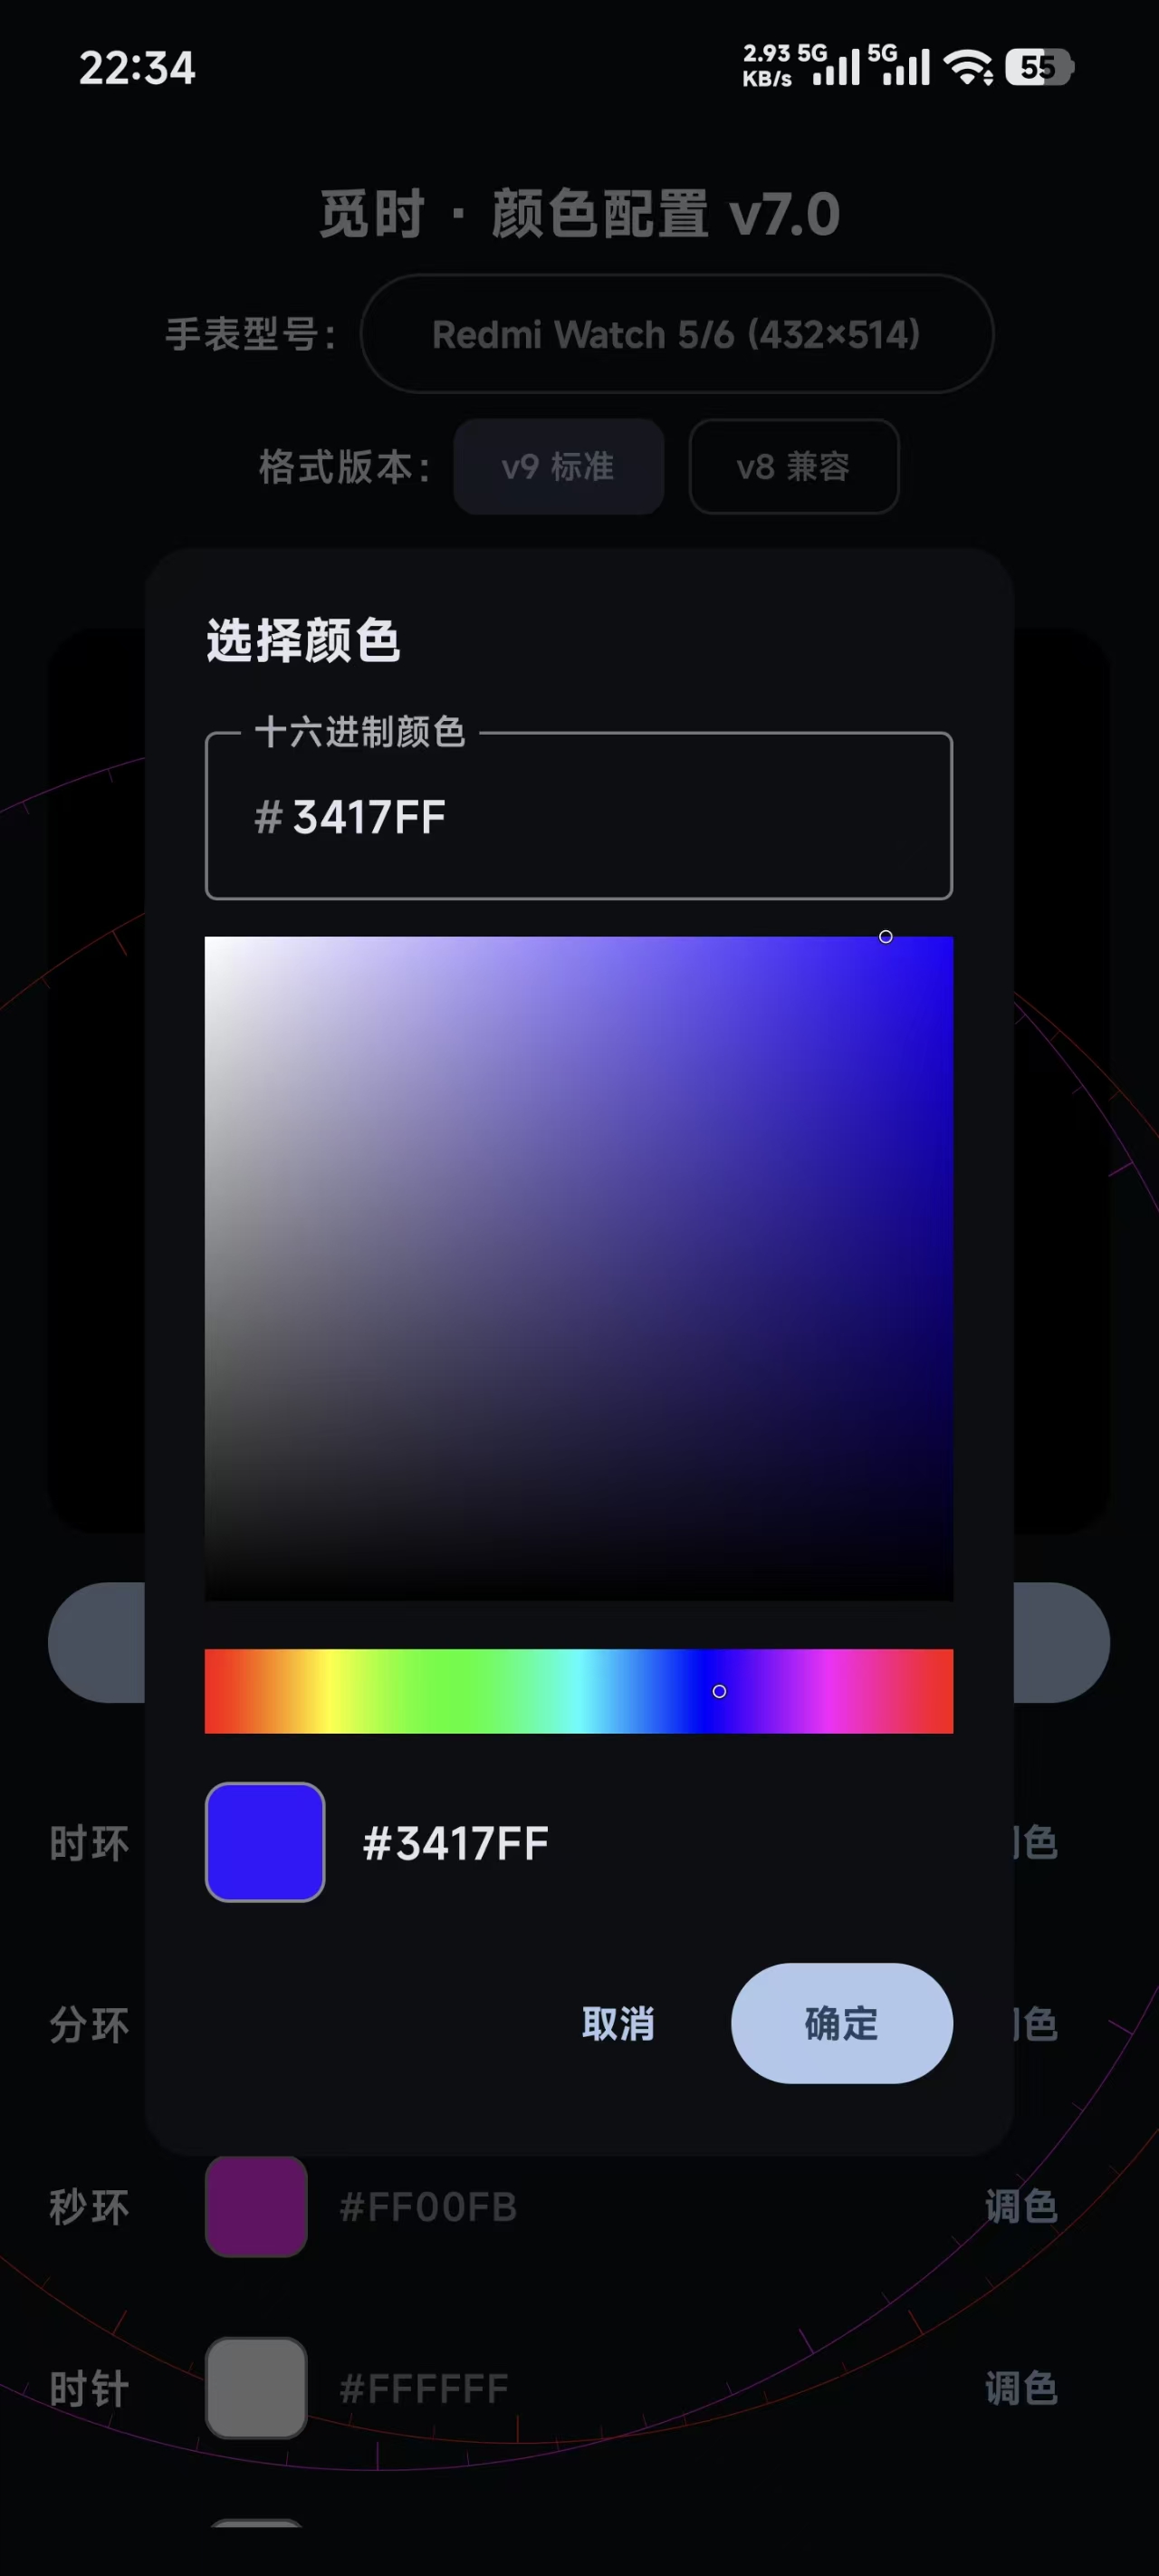 22:34
2.93 5G 5G
KB/s
55
觅时 · 颜色配置 v7.0
手表型号: Redmi Watch 5/6 (432×514)
格式版本: v9 标准 v8 兼容
选择颜色
十六进制颜色
# 3417FF
#3417FF
时环 色
取消 确定
分环 色
秒环 #FF00FB 调色
时针 #FFFFFF 调色